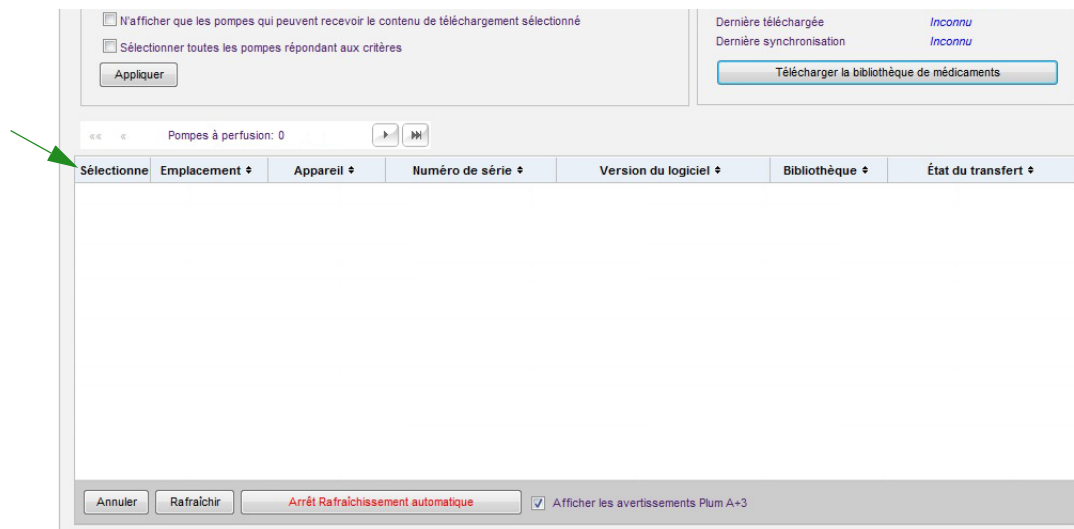 N'afficher que les pompes qui peuvent recevoir le contenu de téléchargement sélectionné
Sélectionner toutes les pompes répondant aux critères
Appliquer
Dernière téléchargée Inconnu
Dernière synchronisation Inconnu
Télécharger la bibliothèque de médicaments
Pompes à perfusion: 0
Sélectionne Emplacement Appareil Numéro de série Version du logiciel Bibliothèque État du transfert
Annuler Rafraîchir Arrêt Rafraîchissement automatique Afficher les avertissements Plum A+3